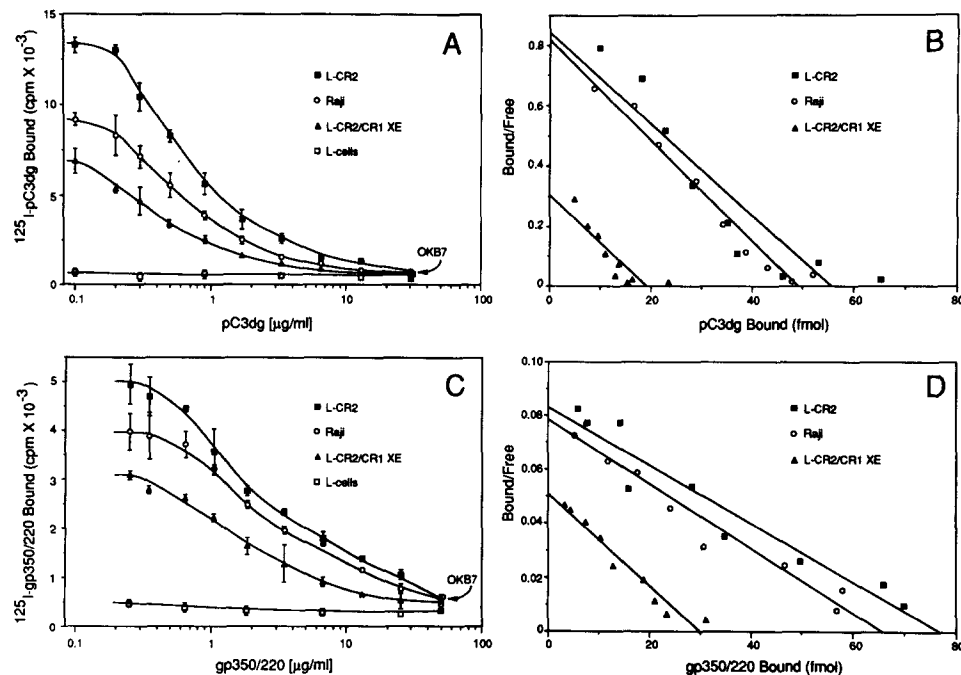 A
¹²⁵I-pC3dg Bound (cpm X 10⁻³)
15
10
5
0
L-CR2
Raji
L-CR2/CR1 XE
L-cells
OKB7
0.1
1
10
100
pC3dg [µg/ml]
B
Bound/Free
0.8
0.6
0.4
0.2
0.0
L-CR2
Raji
L-CR2/CR1 XE
0
20
40
60
80
pC3dg Bound (fmol)
C
¹²⁵I-gp350/220 Bound (cpm X 10⁻³)
5
4
3
2
1
0
L-CR2
Raji
L-CR2/CR1 XE
L-cells
OKB7
0.1
1
10
100
gp350/220 [µg/ml]
D
Bound/Free
0.10
0.08
0.06
0.04
0.02
0
L-CR2
Raji
L-CR2/CR1 XE
0
20
40
60
80
gp350/220 Bound (fmol)